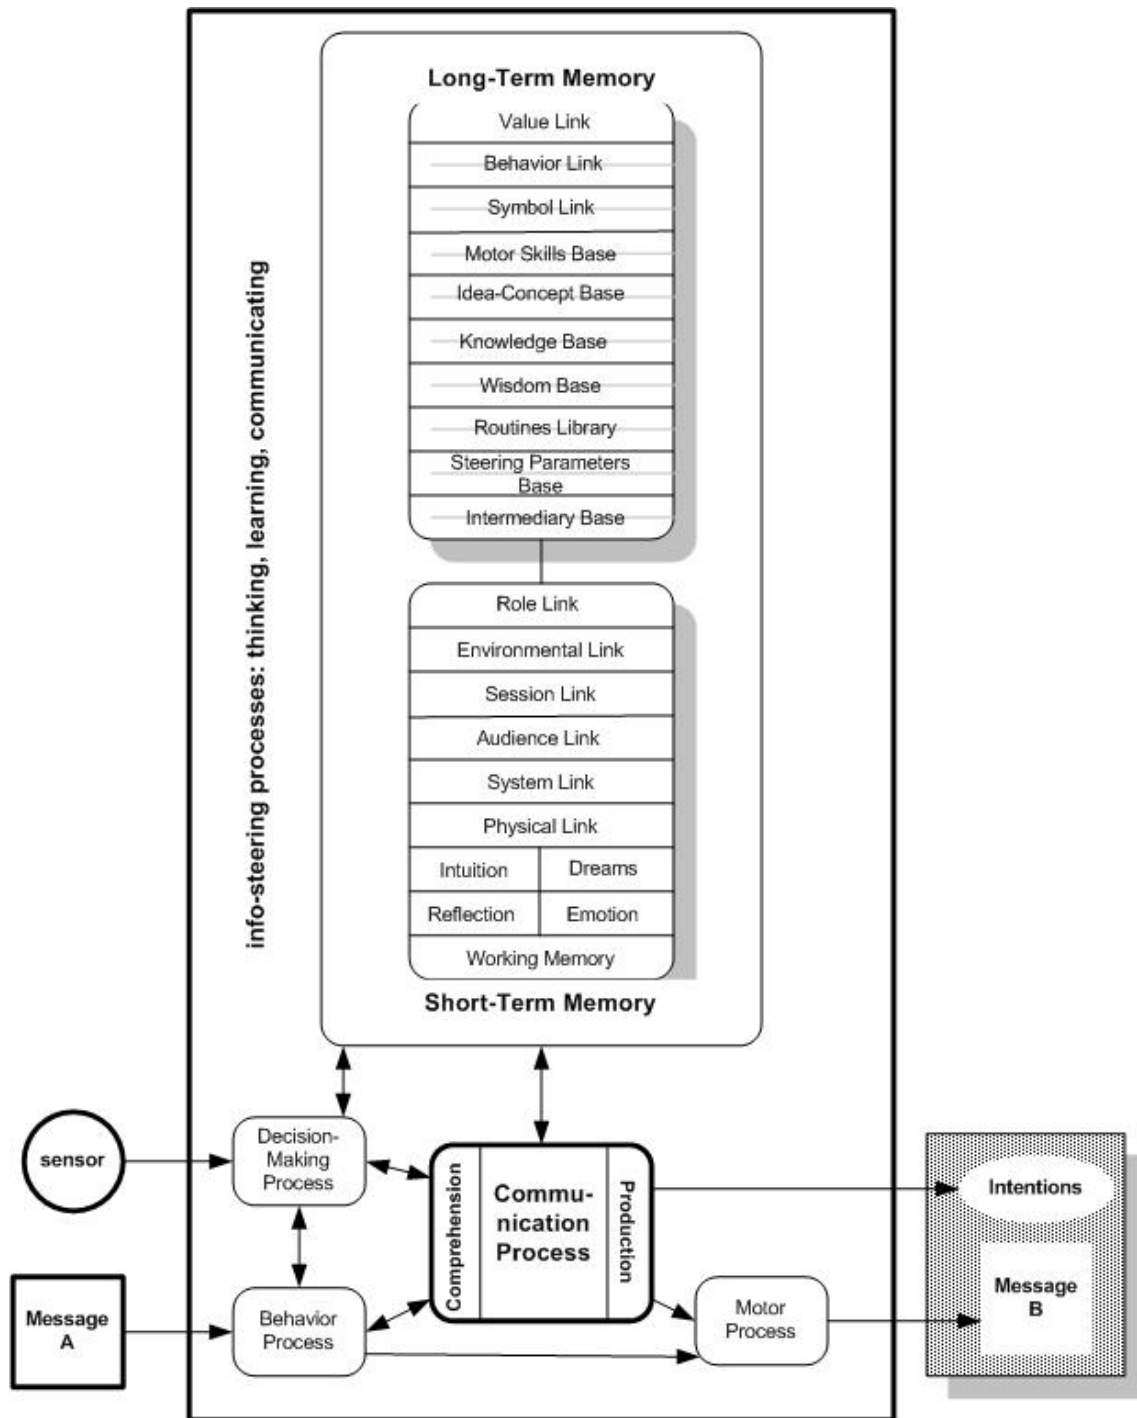 Long-Term Memory
Value Link
Behavior Link
Symbol Link
Motor Skills Base
Idea-Concept Base
Knowledge Base
Wisdom Base
Routines Library
Steering Parameters
Base
Intermediary Base
Role Link
Environmental Link
Session Link
Audience Link
System Link
Physical Link
Intuition
Dreams
Reflection
Emotion
Working Memory
Short-Term Memory
info-steering processes: thinking, learning, communicating
sensor
Decision-
Making
Process
Comprehension
Commu-
nication
Process
Production
Intentions
Message
A
Behavior
Process
Motor
Process
Message
B